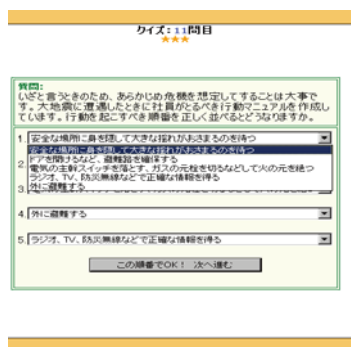 クイズ：11問目
★★★
質問:
いざと言うときのため、あらかじめ危機を想定してすることは大事で
す。大地震に遭遇したときに社員がとるべき行動マニュアルを作成し
ています。行動を起こすべき順番を正しく並べるとどうなりますか。
1. 安全な場所に身を隠して大きな揺れがおさまるのを待つ
安全な場所に身を隠して大きな揺れがおさまるのを待つ
ドアを開けるなど、避難路を確保する
2.
電気の主幹スイッチを落とす、ガスの元栓を切るなどして火の元を絶つ
ラジオ、TV、防災無線などで正確な情報を得る
外に避難する
3.
4. 外に避難する
5. ラジオ、TV、防災無線などで正確な情報を得る
この順番でOK！ 次へ進む